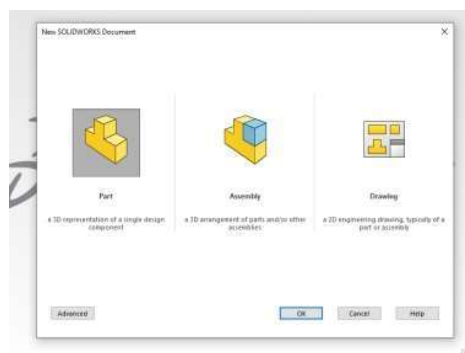 New SOLIDWORKS Document
Part
Assembly
Drawing
a 3D representation of a single design
component
a 3D arrangement of parts and/or other
assemblies
a 2D engineering drawing, typically of a
part or assembly
Advanced
OK
Cancel
Help